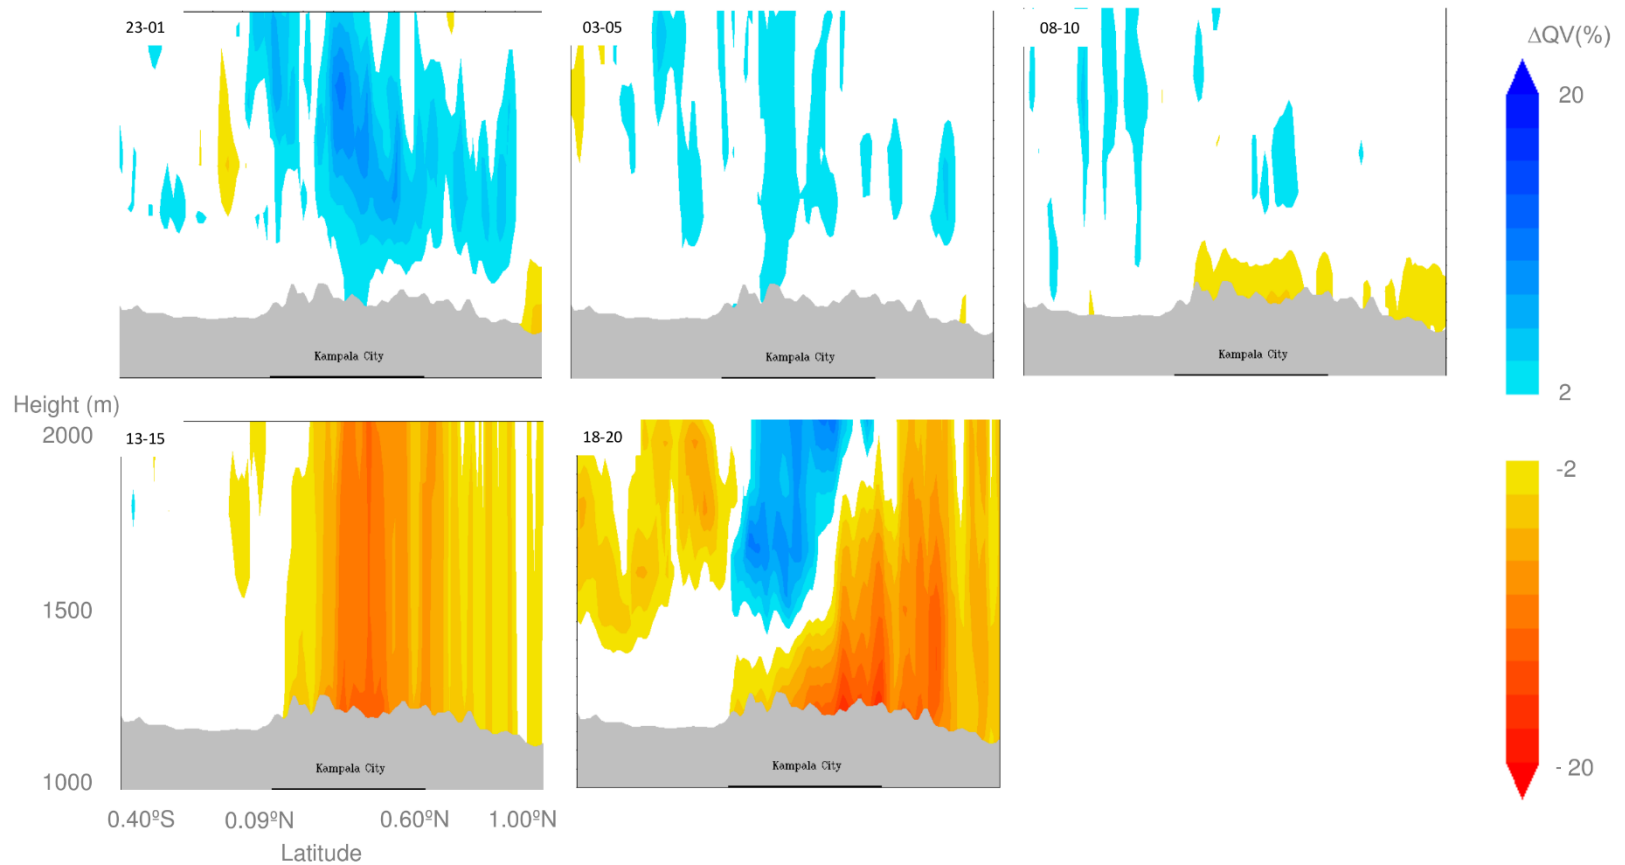 23-01
03-05
08-10
ΔQV(%)
20
Kampala City
Kampala City
Kampala City
2
Height (m)
2000
13-15
18-20
-2
1500
Kampala City
Kampala City
- 20
1000
0.40ºS
0.09ºN
0.60ºN
1.00ºN
Latitude